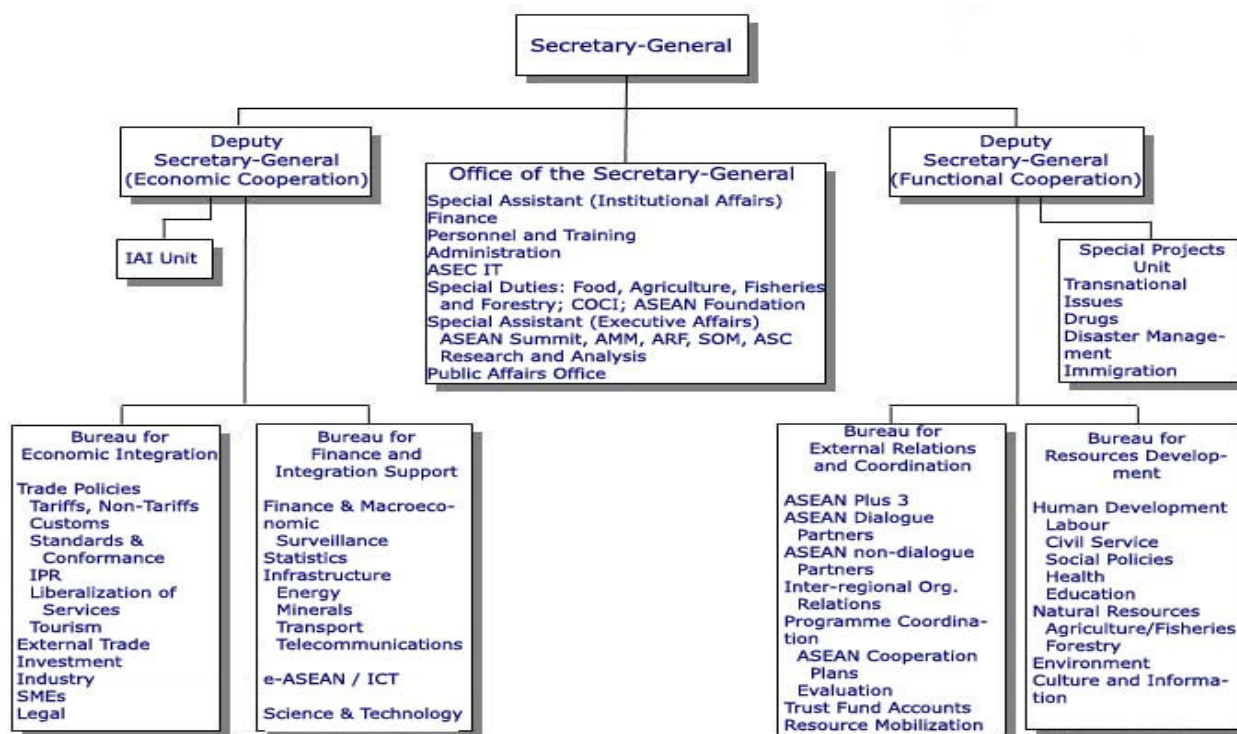 Secretary-General
Deputy
Secretary-General
(Economic Cooperation)
Office of the Secretary-General
Special Assistant (Institutional Affairs)
Finance
Personnel and Training
Administration
ASEC IT
Special Duties: Food, Agriculture, Fisheries
and Forestry; COCI; ASEAN Foundation
Special Assistant (Executive Affairs)
ASEAN Summit, AMM, ARF, SOM, ASC
Research and Analysis
Public Affairs Office
Deputy
Secretary-General
(Functional Cooperation)
IAI Unit
Special Projects
Unit
Transnational
Issues
Drugs
Disaster Manage-
ment
Immigration
Bureau for
Economic Integration
Trade Policies
Tariffs, Non-Tariffs
Customs
Standards &
Conformance
IPR
Liberalization of
Services
Tourism
External Trade
Investment
Industry
SMEs
Legal
Bureau for
Finance and
Integration Support
Finance & Macroeco-
nomic
Surveillance
Statistics
Infrastructure
Energy
Minerals
Transport
Telecommunications
e-ASEAN / ICT
Science & Technology
Bureau for
External Relations
and Coordination
ASEAN Plus 3
ASEAN Dialogue
Partners
ASEAN non-dialogue
Partners
Inter-regional Org.
Relations
Programme Coordina-
tion
ASEAN Cooperation
Plans
Evaluation
Trust Fund Accounts
Resource Mobilization
Bureau for
Resources Develop-
ment
Human Development
Labour
Civil Service
Social Policies
Health
Education
Natural Resources
Agriculture/Fisheries
Forestry
Environment
Culture and Informa-
tion